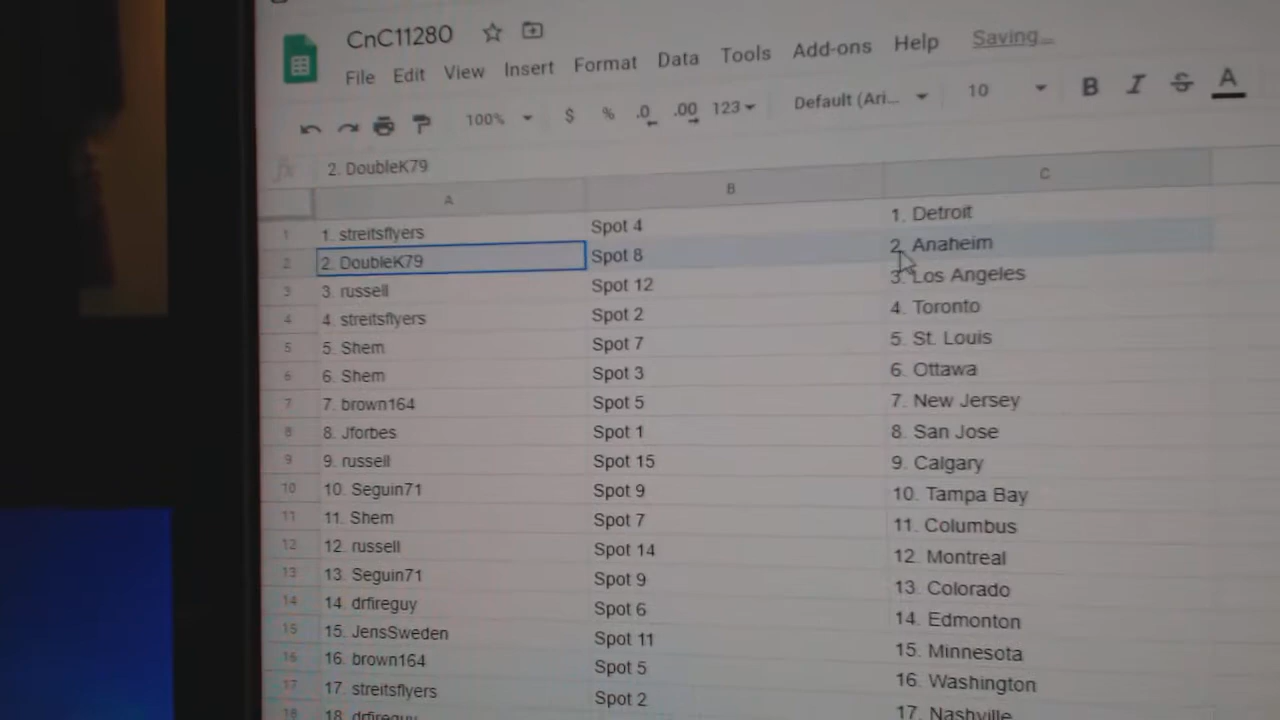 CnC11280
File Edit View Insert Format Data Tools Add-ons Help Saving...
100% $ % .0 .00 123 Default (Ari... 10 B I S A
fx 2. DoubleK79
A B C
1 1. streitsflyers Spot 4 1. Detroit
2 2. DoubleK79 Spot 8 2. Anaheim
3 3. russell Spot 12 3. Los Angeles
4 4. streitsflyers Spot 2 4. Toronto
5 5. Shem Spot 7 5. St. Louis
6 6. Shem Spot 3 6. Ottawa
7 7. brown164 Spot 5 7. New Jersey
8 8. Jforbes Spot 1 8. San Jose
9 9. russell Spot 15 9. Calgary
10 10. Seguin71 Spot 9 10. Tampa Bay
11 11. Shem Spot 7 11. Columbus
12 12. russell Spot 14 12. Montreal
13 13. Seguin71 Spot 9 13. Colorado
14 14. drfireguy Spot 6 14. Edmonton
15 15. JensSweden Spot 11 15. Minnesota
16 16. brown164 Spot 5 16. Washington
17 17. streitsflyers Spot 2 17. Nashville
18 18. drfireguy